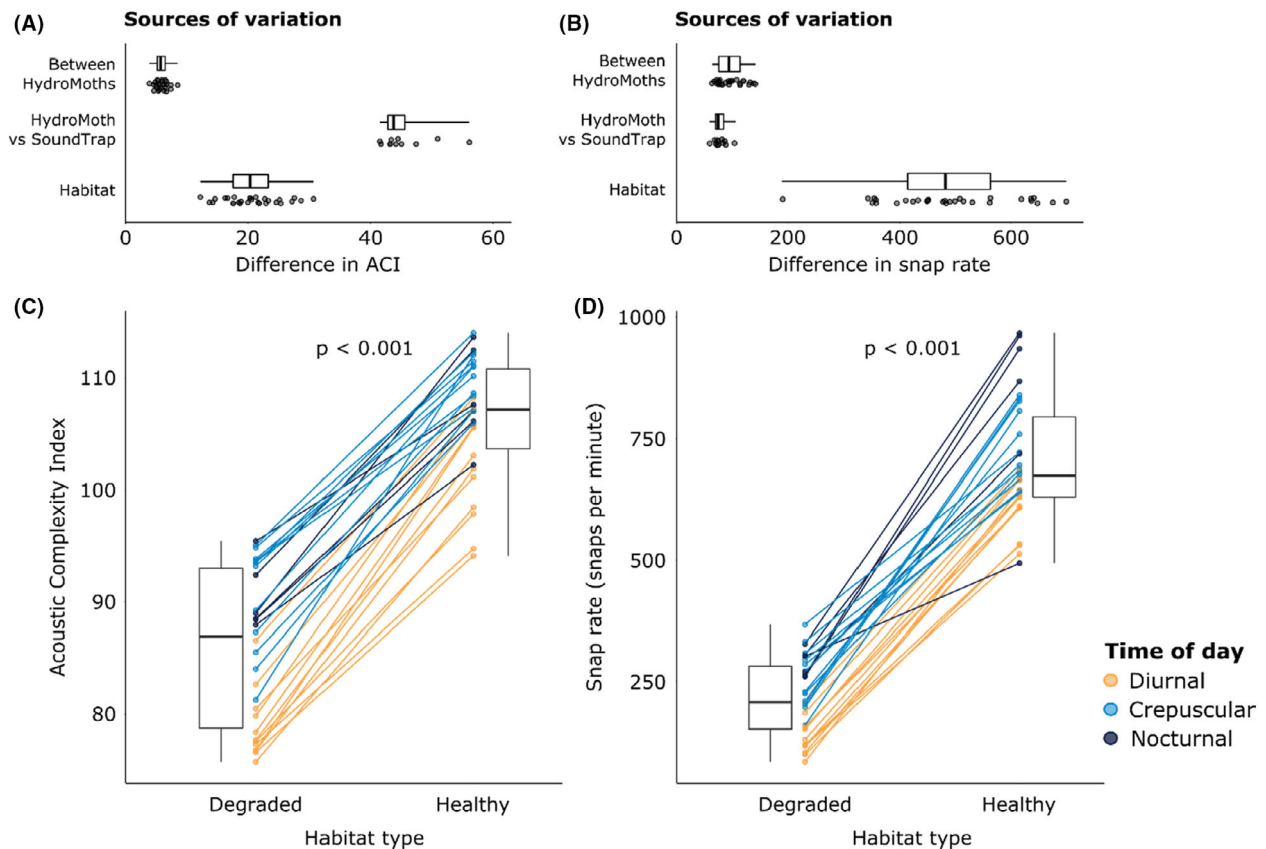 (A)
Sources of variation
Between
HydroMoths
HydroMoth
vs SoundTrap
Habitat
0
20
40
60
Difference in ACI
(B)
Sources of variation
Between
HydroMoths
HydroMoth
vs SoundTrap
Habitat
0
200
400
600
Difference in snap rate
(C)
p < 0.001
Acoustic Complexity Index
110
100
90
80
Degraded
Healthy
Habitat type
(D)
p < 0.001
Snap rate (snaps per minute)
1000
750
500
250
Degraded
Healthy
Habitat type
Time of day
Diurnal
Crepuscular
Nocturnal